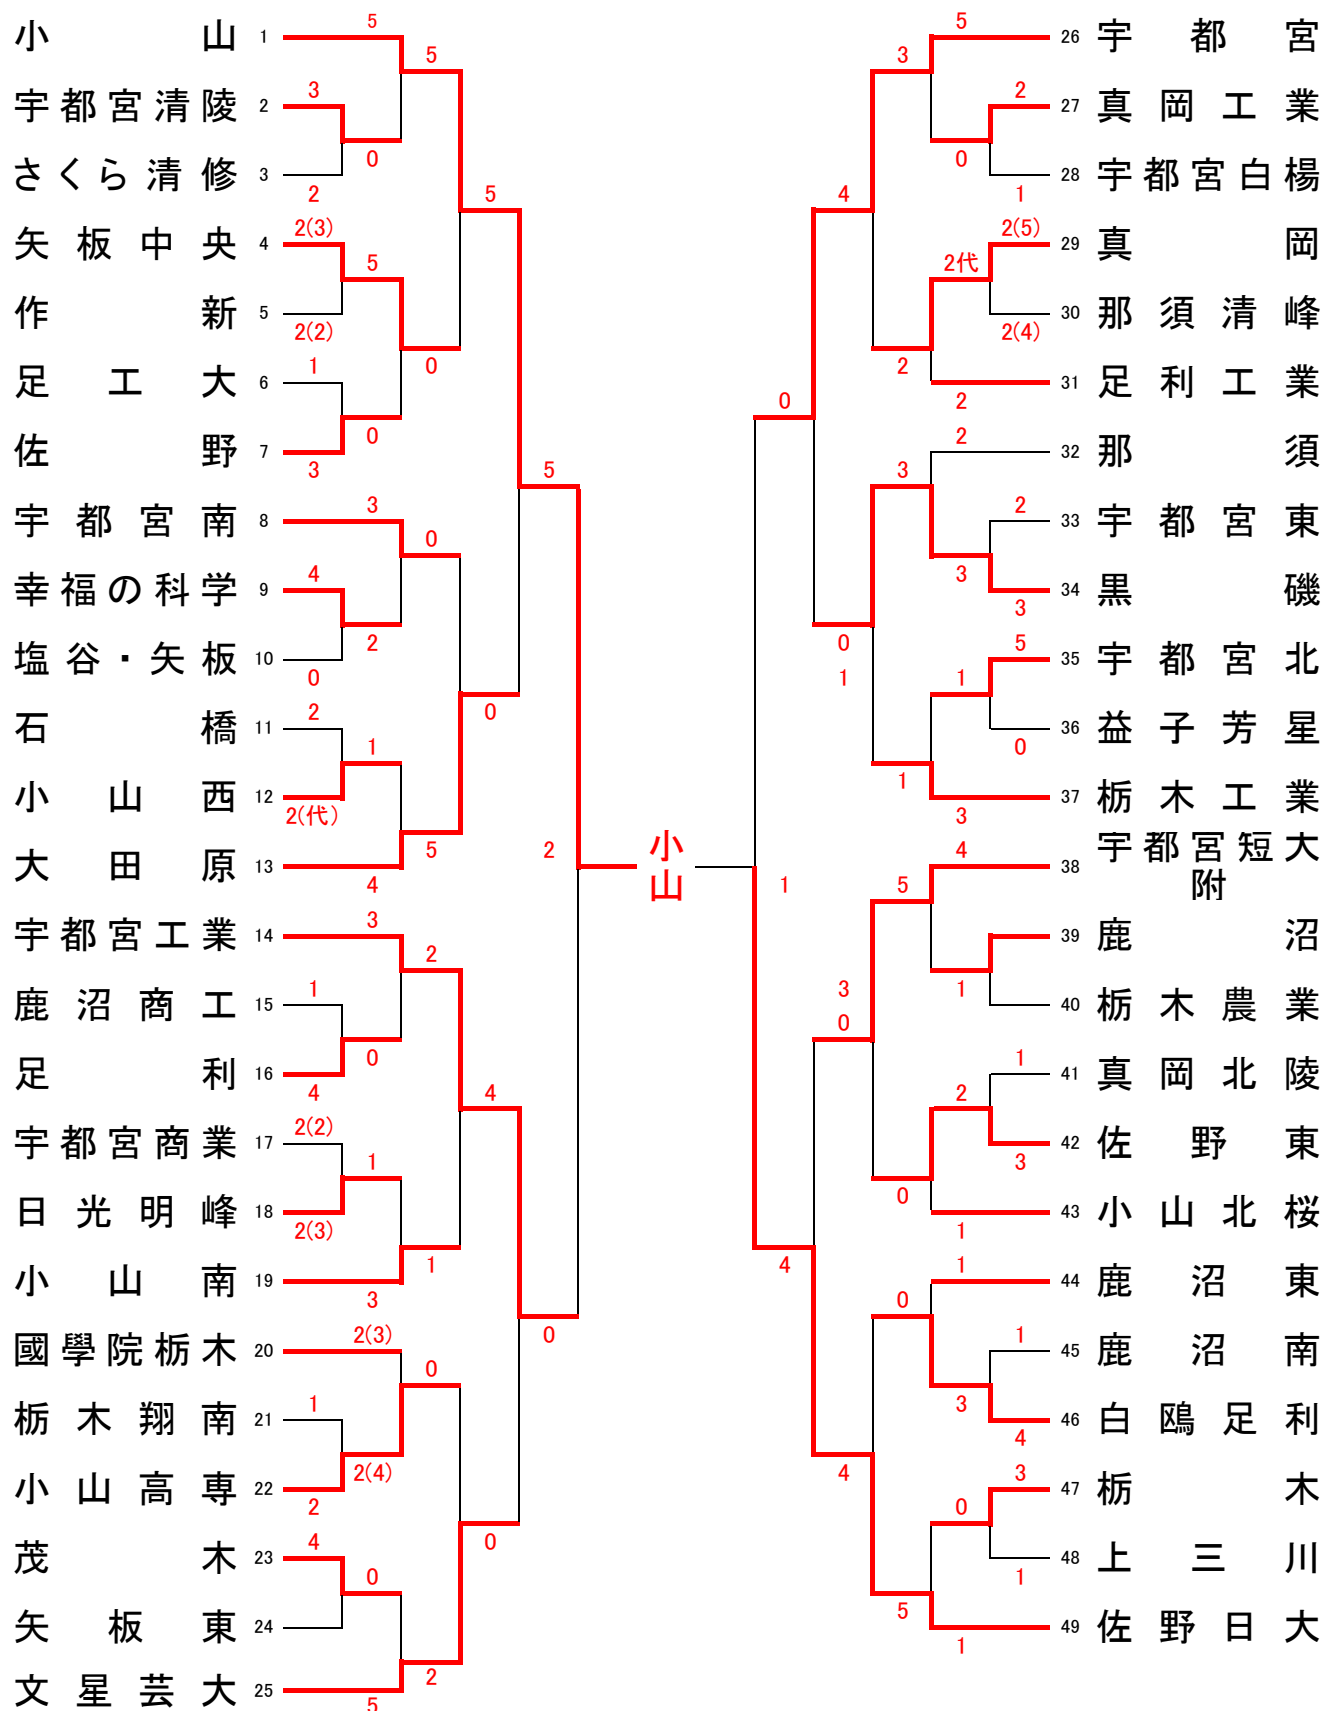 小山 1 5
5
宇都宮清陵 2 3
0
さくら清修 3 2
5
矢板中央 4 2(3)
5
作新 5 2(2)
0
足工大 6 1
0
佐野 7 3
5
宇都宮南 8 3
0
幸福の科学 9 4
2
塩谷・矢板 10 0
0
石橋 11 2
1
小山西 12 2(代)
5
大田原 13 4
2
宇都宮工業 14 3
2
鹿沼商工 15 1
0
足利 16 4
4
宇都宮商業 17 2(2)
1
日光明峰 18 2(3)
1
小山南 19 3
0
國學院栃木 20 2(3)
0
栃木翔南 21 1
2(4)
小山高専 22 2
0
茂木 23 4
0
矢板東 24
2
文星芸大 25 5
小山
5 26 宇都宮
3
2 27 真岡工業
0
1 28 宇都宮白楊
4
2(5) 29 真岡
2代
2(4) 30 那須清峰
2
2 31 足利工業
0
2 32 那須
3
2 33 宇都宮東
3
3 34 黒磯
0
1
5 35 宇都宮北
1
0 36 益子芳星
1
3 37 栃木工業
1
4 38 宇都宮短大
附
5
39 鹿沼
1
40 栃木農業
3
0
1 41 真岡北陵
2
3 42 佐野東
0
1 43 小山北桜
4
1 44 鹿沼東
0
1 45 鹿沼南
3
4 46 白鴎足利
4
3 47 栃木
0
1 48 上三川
5
1 49 佐野日大